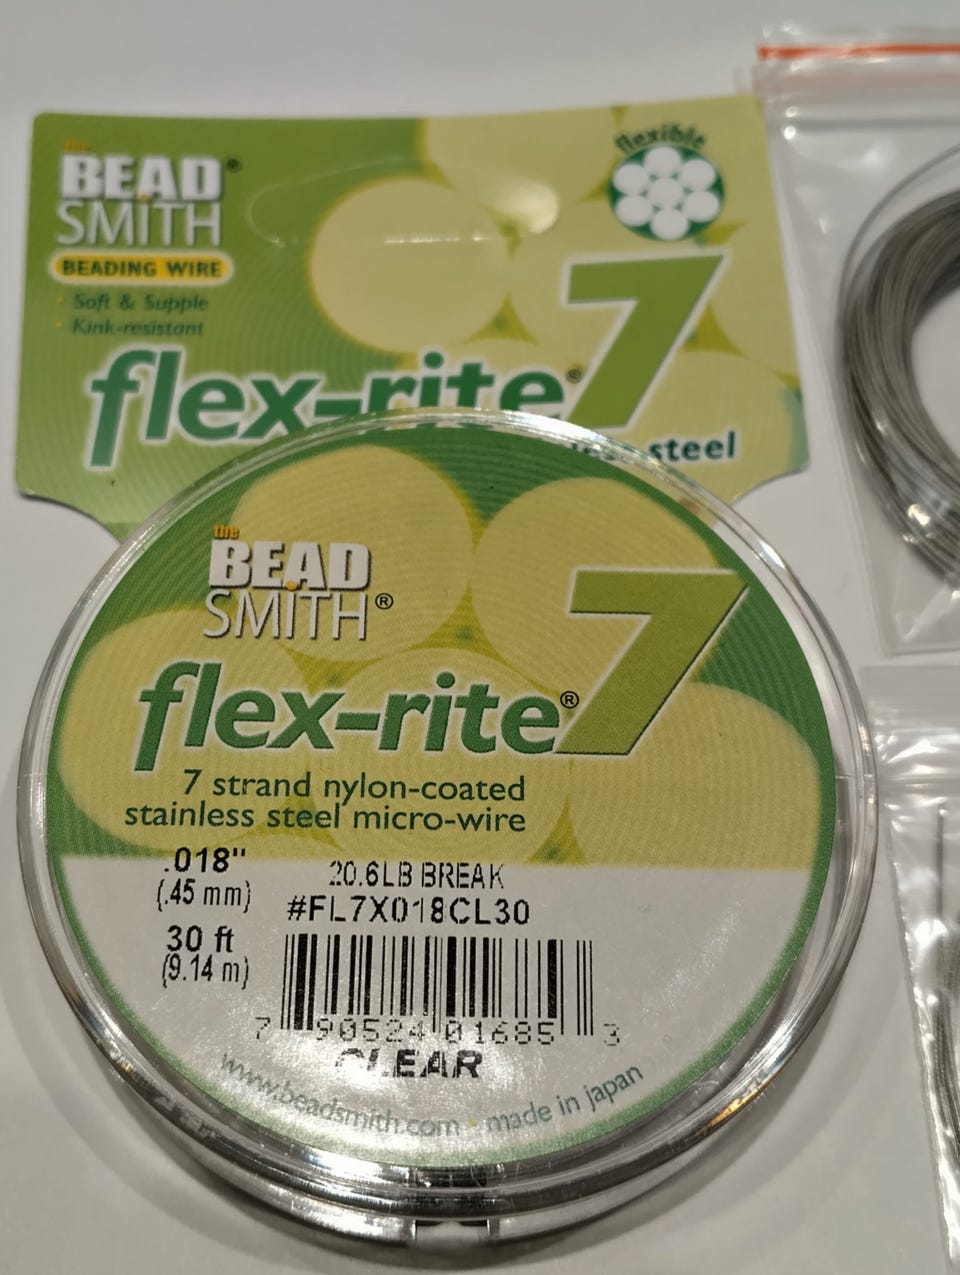 the
BEAD®
SMITH
BEADING WIRE
• Soft & Supple
• Kink-resistant
flexible
flex-rite® 7
steel
the
BEAD
SMITH®
flex-rite® 7
7 strand nylon-coated
stainless steel micro-wire
.018"
(.45 mm)
20.6LB BREAK
#FL7X018CL30
30 ft
(9.14 m)
7 90524 01685 3
CLEAR
www.beadsmith.com • made in japan